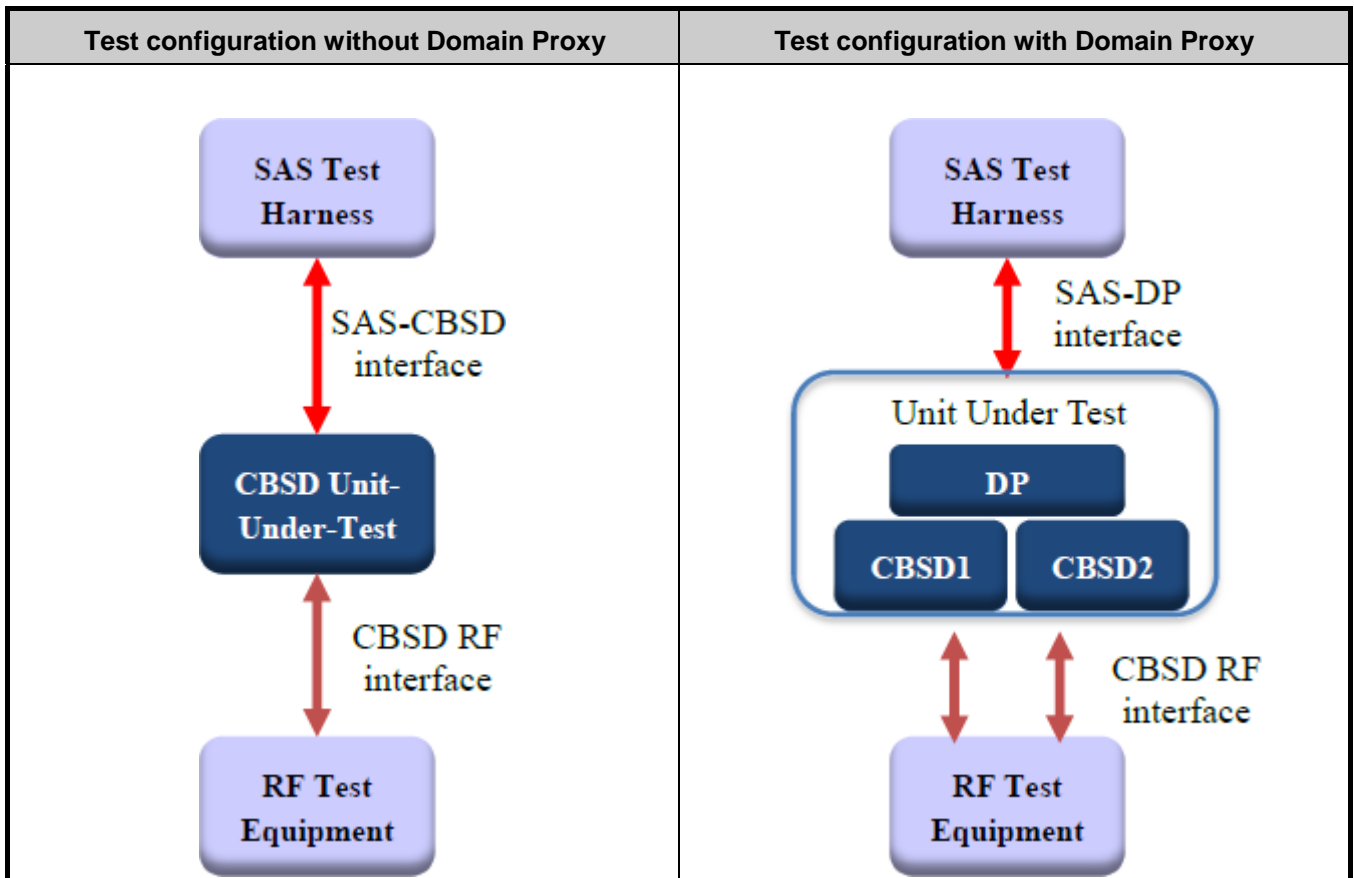 Test configuration without Domain Proxy
SAS Test
Harness
SAS-CBSD
interface
CBSD Unit-
Under-Test
CBSD RF
interface
RF Test
Equipment
Test configuration with Domain Proxy
SAS Test
Harness
SAS-DP
interface
Unit Under Test
DP
CBSD1 CBSD2
CBSD RF
interface
RF Test
Equipment